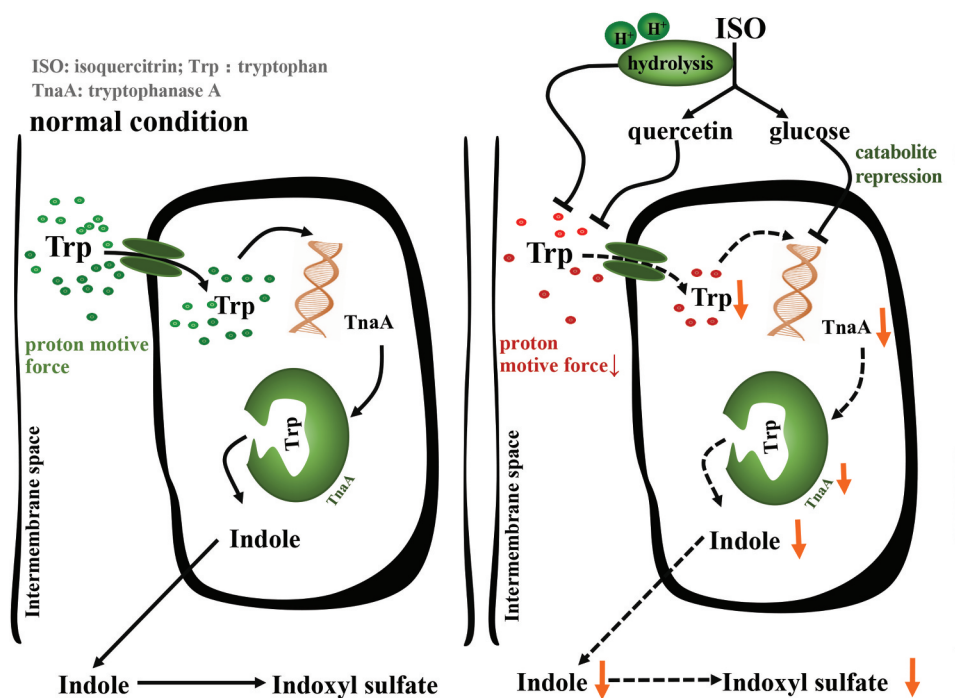 ISO: isoquercitrin; Trp : tryptophan
TnaA: tryptophanase A
normal condition
Trp
Trp
TnaA
proton motive
force
Trp
TnaA
Intermembrane space
Indole
Indole
Indoxyl sulfate
H+
H+
ISO
hydrolysis
quercetin
glucose
catabolite
repression
Trp
Trp
TnaA
proton
motive force↓
Trp
TnaA
Intermembrane space
Indole
Indole
Indoxyl sulfate